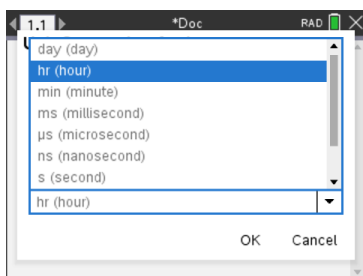 1.1 *Doc RAD
day (day)
hr (hour)
min (minute)
ms (millisecond)
µs (microsecond)
ns (nanosecond)
s (second)
hr (hour)
OK Cancel